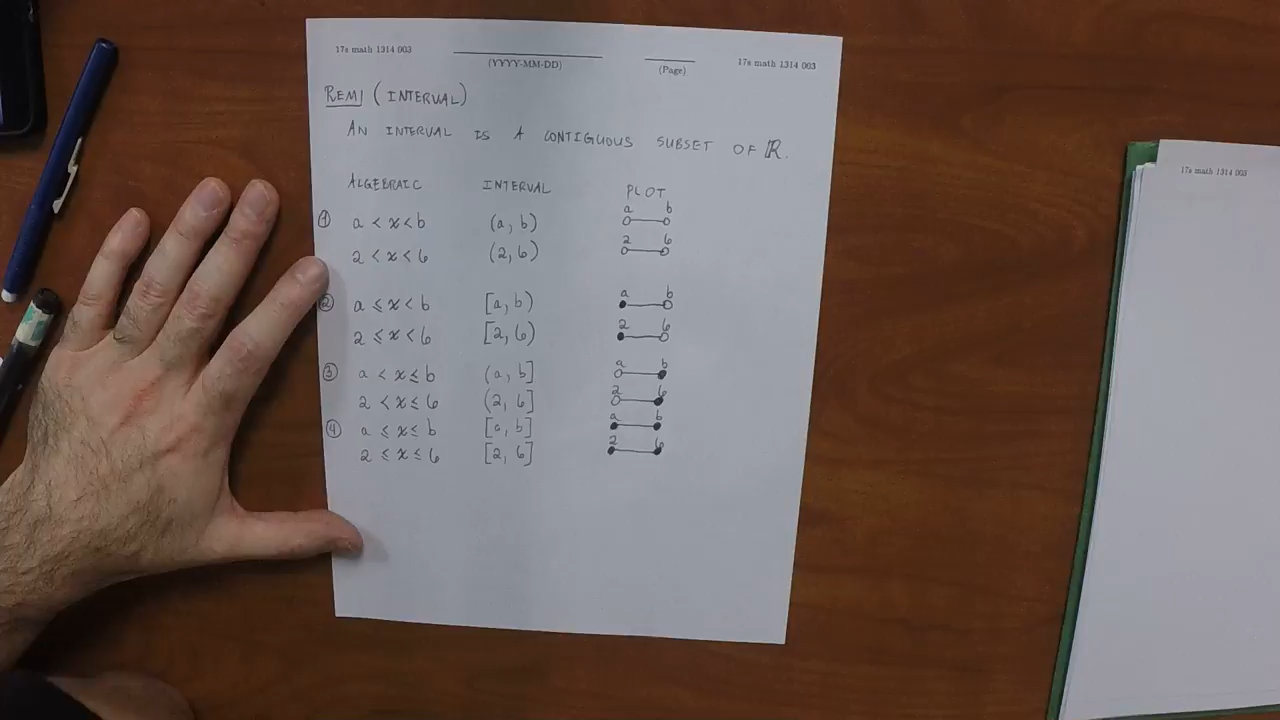 17s math 1314 003 (YYYY-MM-DD) (Page) 17s math 1314 003
REM (INTERVAL)
AN INTERVAL IS A CONTIGUOUS SUBSET OF ℝ.
ALGEBRAIC INTERVAL PLOT
a b
① a < x < b (a, b)
2 6
2 < x < 6 (2, 6)
a b
② a ≤ x < b [a, b)
2 6
2 ≤ x < 6 [2, 6)
a b
③ a < x ≤ b (a, b]
2 6
2 < x ≤ 6 (2, 6]
a b
④ a ≤ x ≤ b [a, b]
2 6
2 ≤ x ≤ 6 [2, 6]
17s math 1314 003